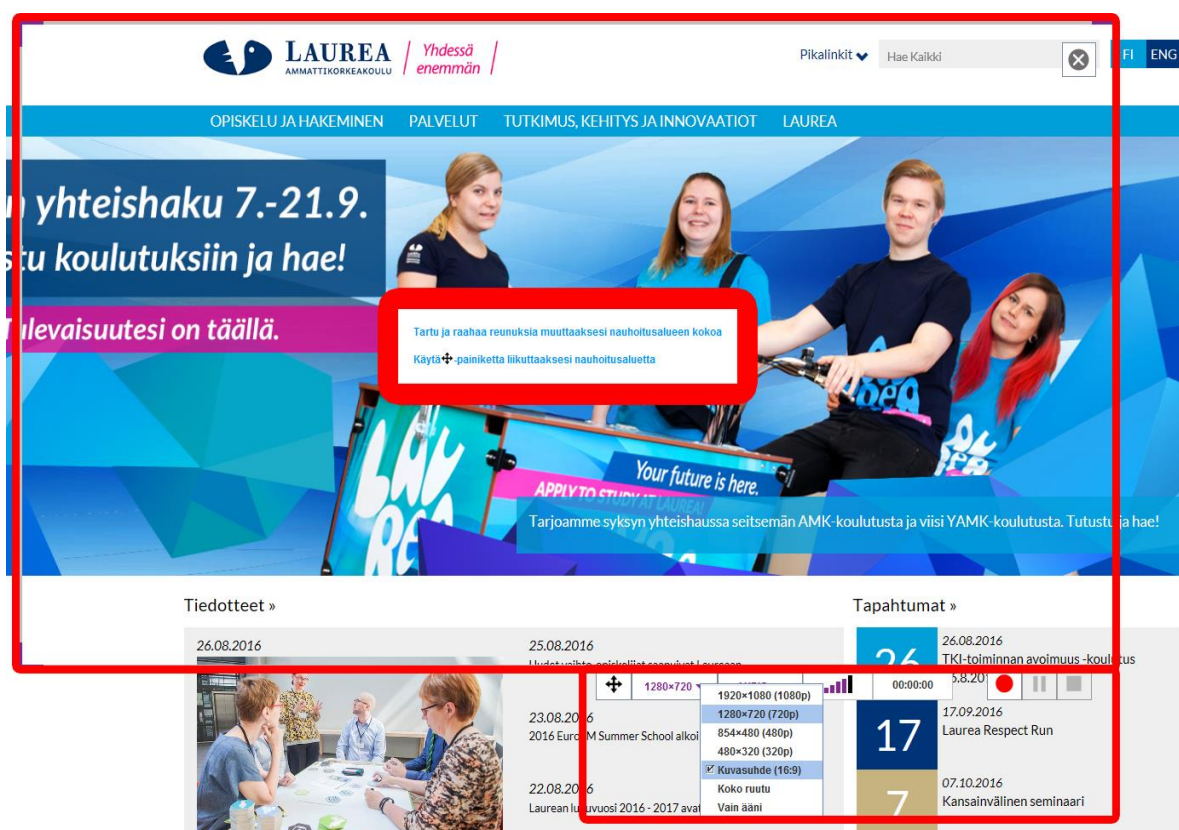 LAUREA
AMMATTIKORKEAKOULU
Yhdessä
enemmän
Pikalinkit
Hae Kaikki
FI ENG
OPISKELU JA HAKEMINEN PALVELUT TUTKIMUS, KEHITYS JA INNOVAATIOT LAUREA
yhteishaku 7.-21.9.
koulutuksiin ja hae!
Tulevaisuutesi on täällä.
Tartu ja raahaa reunuksia muuttaaksesi nauhoitusalueen kokoa
Käytä -painiketta liikuttaaksesi nauhoitusaluetta
LAUREA
Your future is here.
APPLY TO STUDY AT LAUREA!
Tarjoamme syksyn yhteishaussa seitsemän AMK-koulutusta ja viisi YAMK-koulutusta. Tutustu ja hae!
Tiedotteet »
26.08.2016
25.08.2016
23.08.2016
2016 Summer School alkoi
22.08.2016
Laurean 2016 - 2017
Tapahtumat »
26
26.08.2016
TKI-toiminnan avoimuus -koulutus
17
17.09.2016
Laurea Respect Run
7
07.10.2016
Kansainvälinen seminaari
1280×720
00:00:00
1920×1080 (1080p)
1280×720 (720p)
854×480 (480p)
480×320 (320p)
Kuvasuhde (16:9)
Koko ruutu
Vain ääni